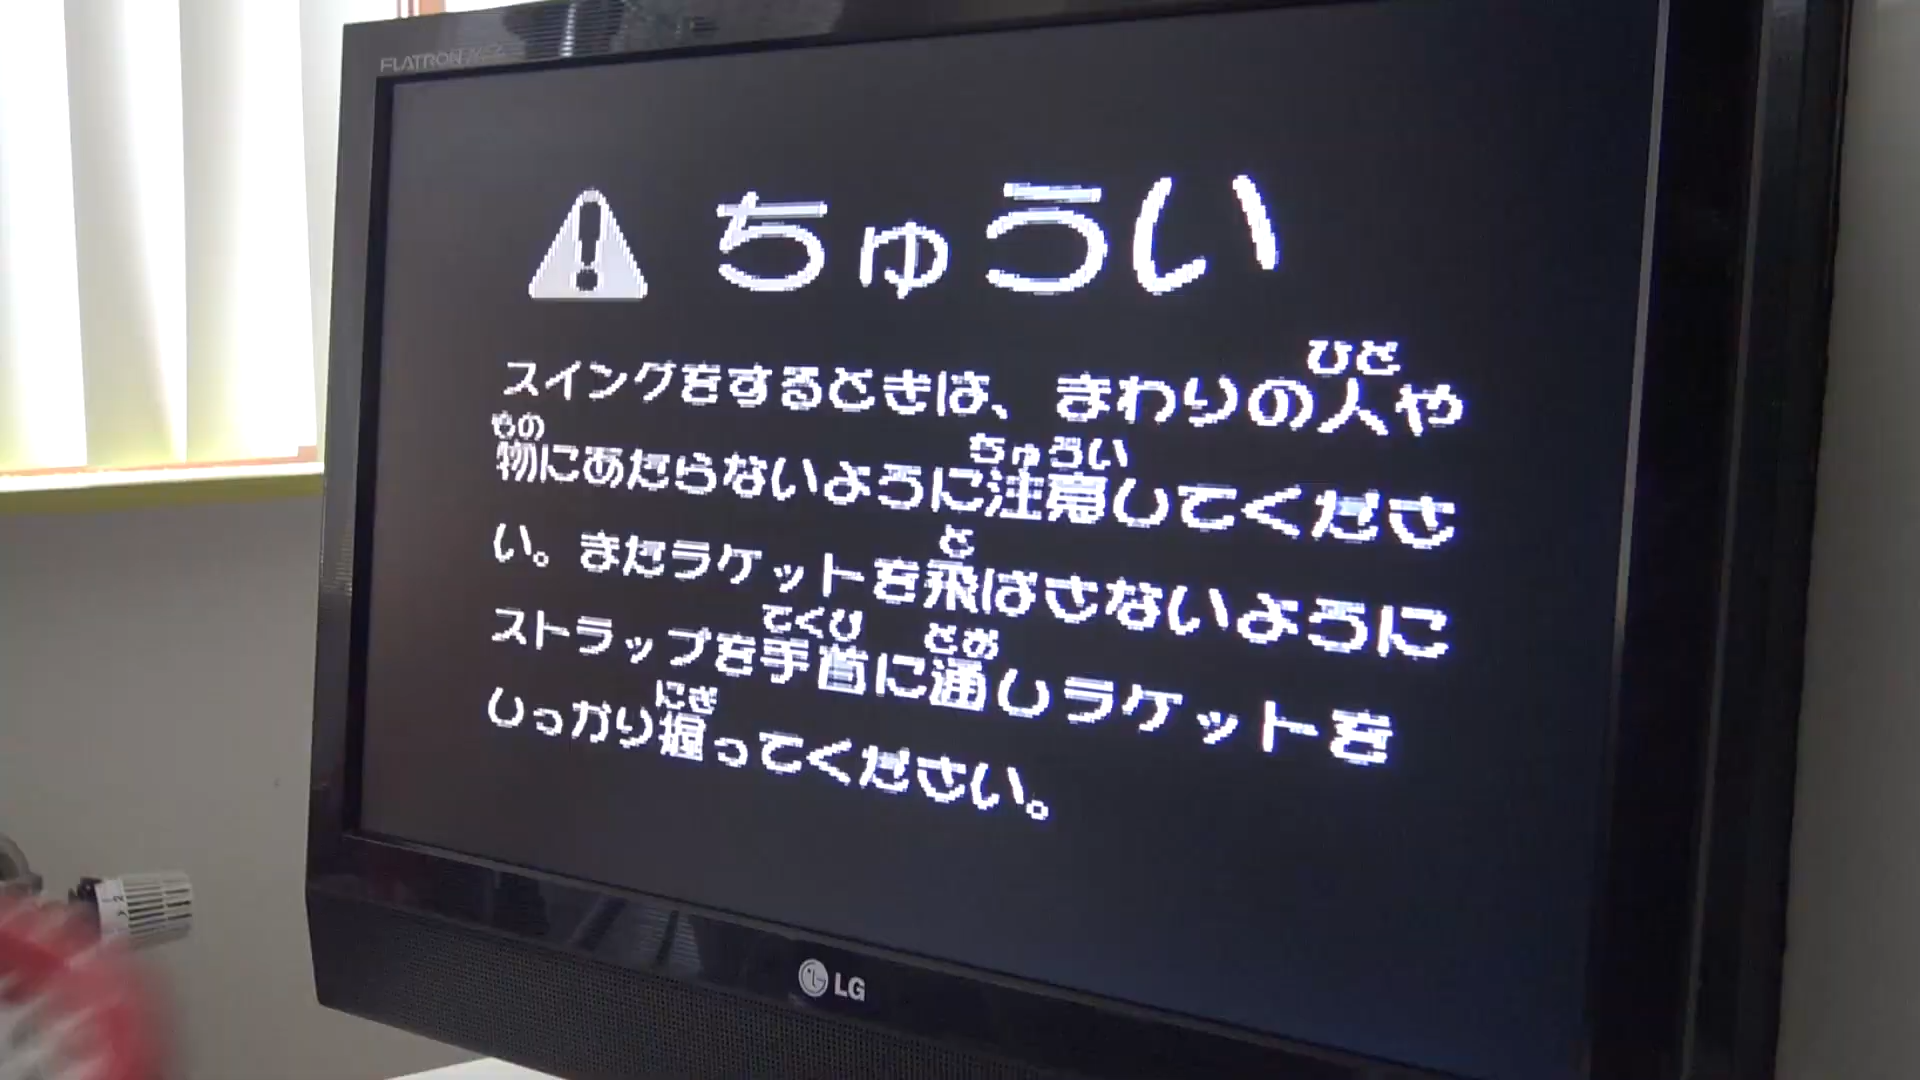 FLATRON
ちゅうい
ひと
スイングをするときは、まわりの人や
もの
物にあたらないように注意してくださ
ちゅうい
い。またラケットを飛ばさないように
と
ストラップを手首に通しラケットを
てくび とお
しっかり握ってください。
にぎ
LG